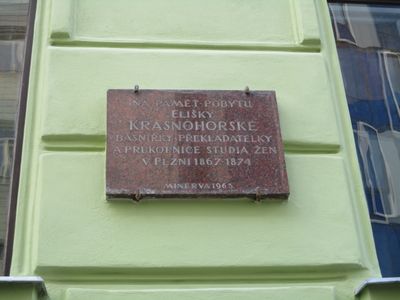 NA PAMĚŤ POBYTU
ELIŠKY
KRÁSNOHORSKÉ
BÁSNÍŘKY PŘEKLADATELKY
A PRŮKOPNICE STUDIA ŽEN
V PLZNI 1867-1874
MINERVA 1965